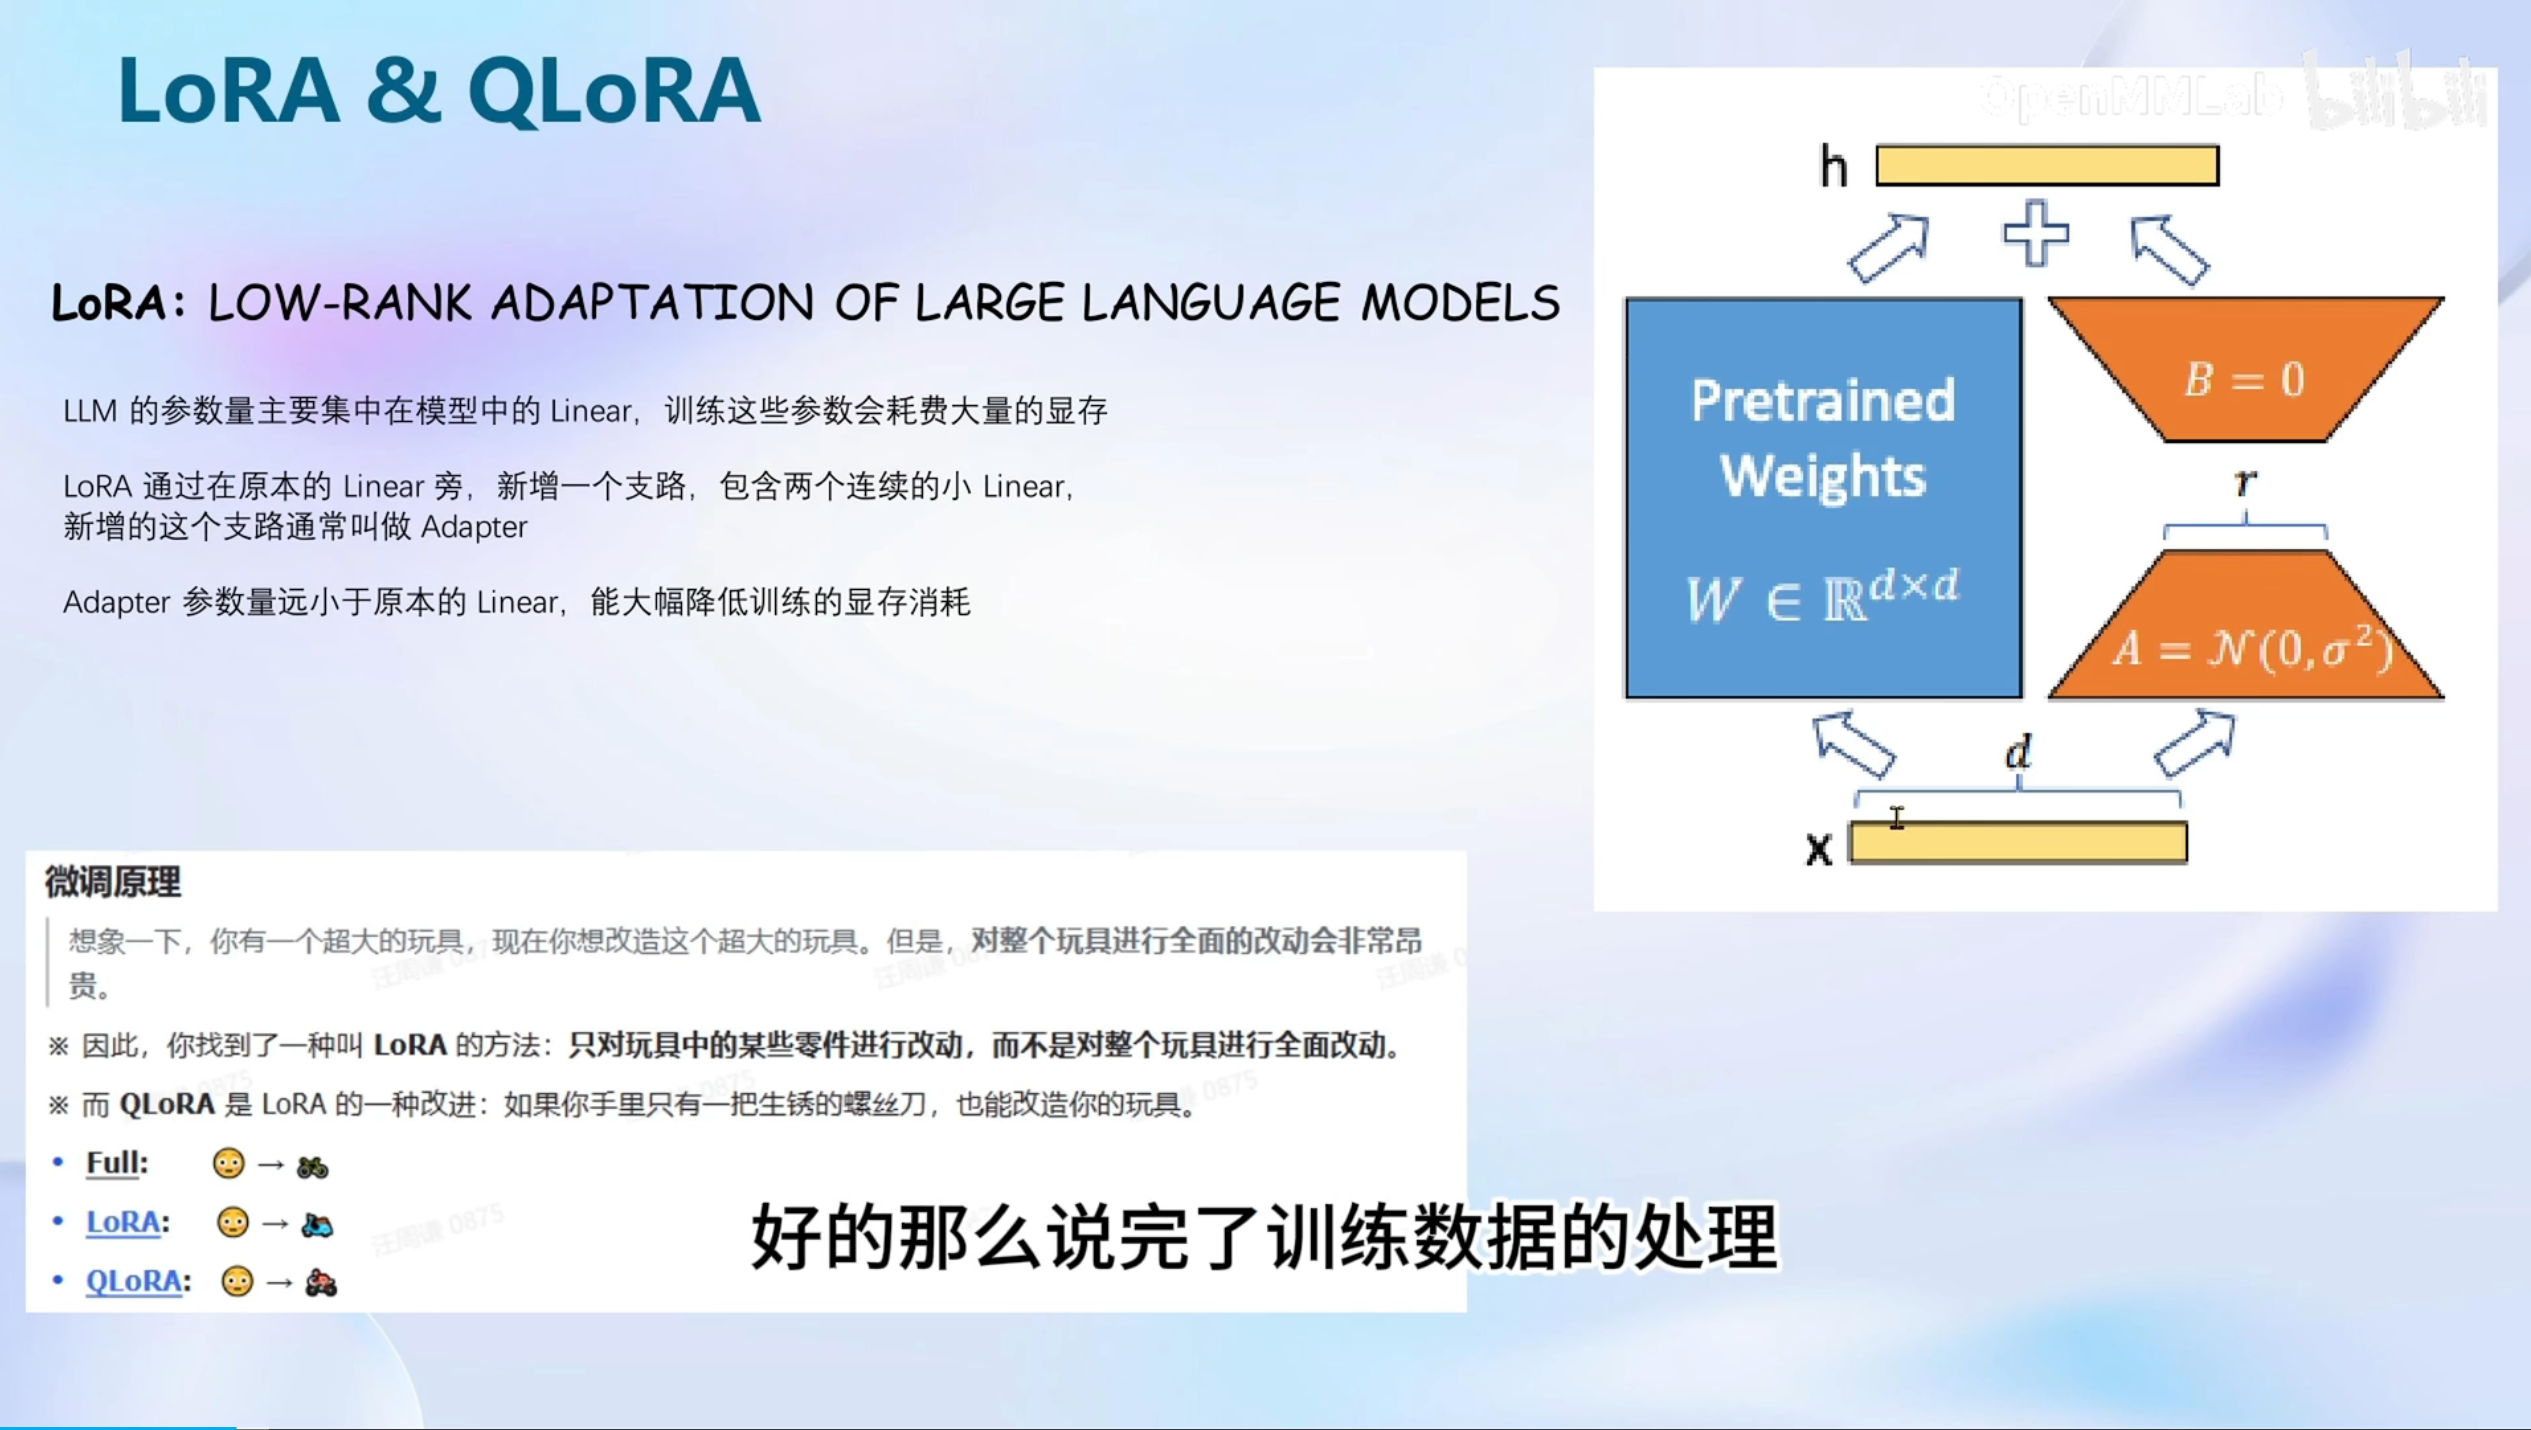 LoRA & QLoRA
OpenMMLab bilibili
LoRA: LOW-RANK ADAPTATION OF LARGE LANGUAGE MODELS
LLM 的参数量主要集中在模型中的 Linear，训练这些参数会耗费大量的显存
LoRA 通过在原本的 Linear 旁，新增一个支路，包含两个连续的小 Linear，
新增的这个支路通常叫做 Adapter
Adapter 参数量远小于原本的 Linear，能大幅降低训练的显存消耗
h
Pretrained
Weights
W ∈ ℝ^{d×d}
B = 0
r
A = 𝒩(0, σ²)
d
x
微调原理
想象一下，你有一个超大的玩具，现在你想改造这个超大的玩具。但是，对整个玩具进行全面的改动会非常昂
贵。
※ 因此，你找到了一种叫 LoRA 的方法：只对玩具中的某些零件进行改动，而不是对整个玩具进行全面改动。
※ 而 QLoRA 是 LoRA 的一种改进：如果你手里只有一把生锈的螺丝刀，也能改造你的玩具。
• Full: 😳 → 🚲
• LoRA: 😳 → 🛵
• QLoRA: 😳 → 🏍
汪周谦 0875
好的那么说完了训练数据的处理